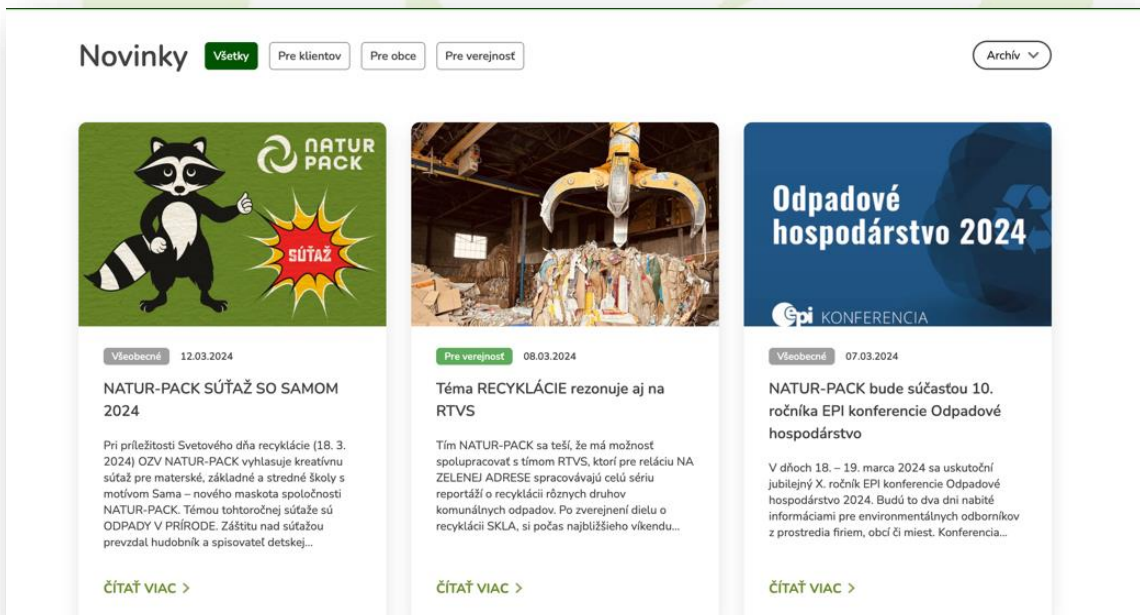 Novinky
Všetky
Pre klientov
Pre obce
Pre verejnosť
Archív
NATUR
PACK
SÚŤAŽ
Všeobecné
12.03.2024
NATUR-PACK SÚŤAŽ SO SAMOM
2024
Pri príležitosti Svetového dňa recyklácie (18. 3.
2024) OZV NATUR-PACK vyhlasuje kreatívnu
súťaž pre materské, základné a stredné školy s
motívom Sama – nového maskota spoločnosti
NATUR-PACK. Témou tohtoročnej súťaže sú
ODPADY V PRÍRODE. Záštitu nad súťažou
prevzdal hudobník a spisovateľ detskej...
ČÍTAŤ VIAC
Pre verejnosť
08.03.2024
Téma RECYKLÁCIE rezonuje aj na
RTVS
Tím NATUR-PACK sa teší, že má možnosť
spolupracovať s tímom RTVS, ktorí pre reláciu NA
ZELENEJ ADRESE spracovávajú celú sériu
reportáží o recyklácii rôznych druhov
komunálnych odpadov. Po zverejnení dielu o
recyklácii SKLA, si počas najbližšieho víkendu...
ČÍTAŤ VIAC
Odpadové
hospodárstvo 2024
epi KONFERENCIA
Všeobecné
07.03.2024
NATUR-PACK bude súčasťou 10.
ročníka EPI konferencie Odpadové
hospodárstvo
V dňoch 18. – 19. marca 2024 sa uskutoční
jubilejný X. ročník EPI konferencie Odpadové
hospodárstvo 2024. Budú to dva dni nabité
informáciami pre environmentálnych odborníkov
z prostredia firiem, obcí či miest. Konferencia...
ČÍTAŤ VIAC